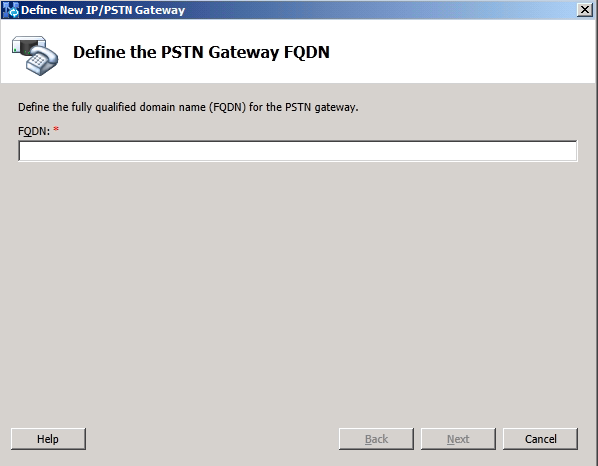 Define New IP/PSTN Gateway
Define the PSTN Gateway FQDN
Define the fully qualified domain name (FQDN) for the PSTN gateway.
FQDN: *
Help
Back
Next
Cancel